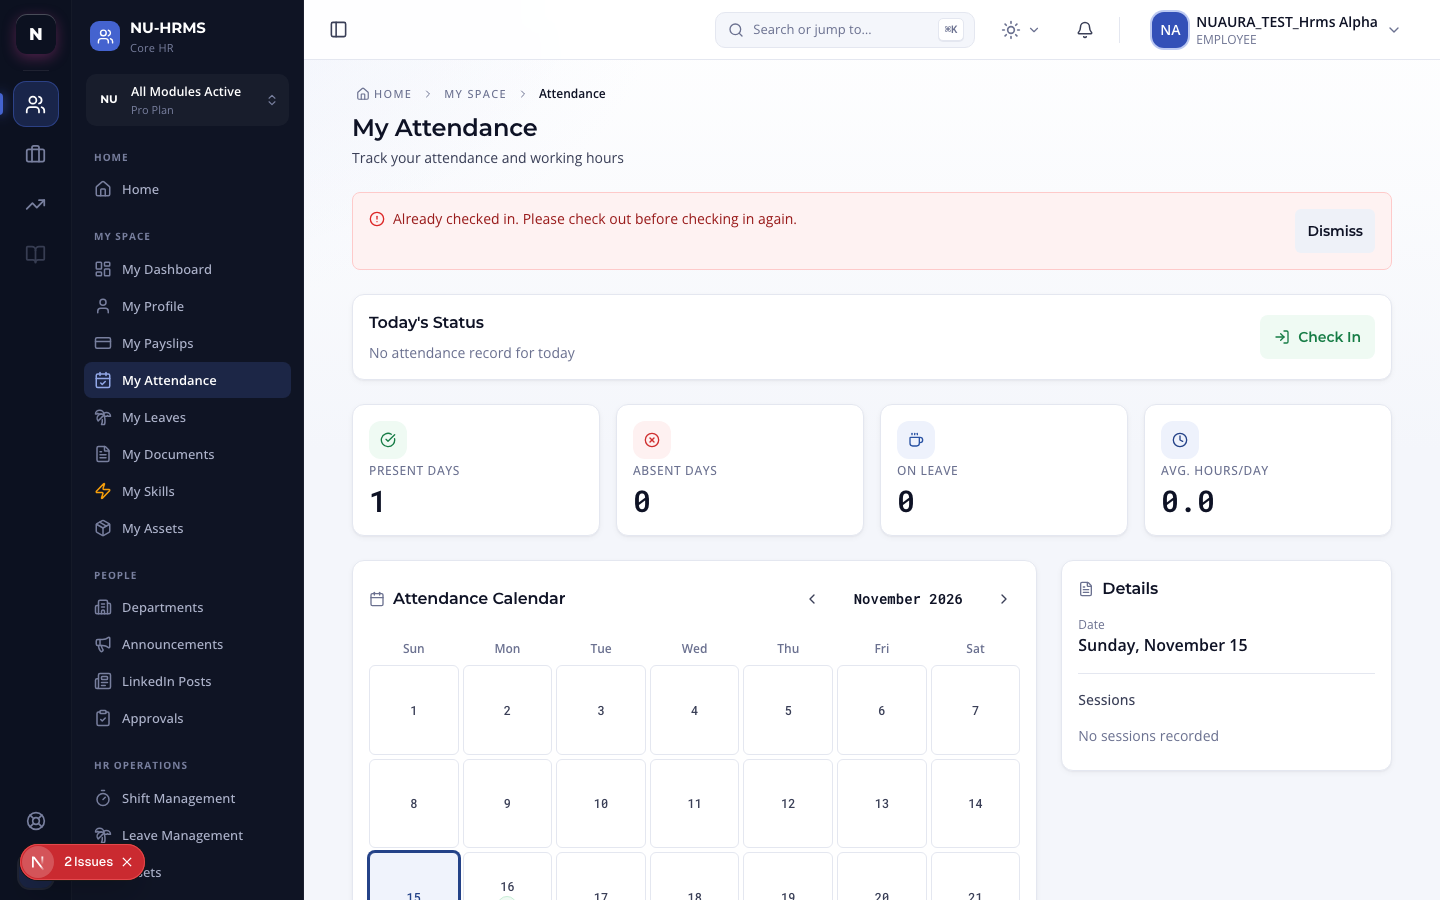 N
NU-HRMS
Core HR
NU
All Modules Active
Pro Plan
HOME
Home
MY SPACE
My Dashboard
My Profile
My Payslips
My Attendance
My Leaves
My Documents
My Skills
My Assets
PEOPLE
Departments
Announcements
LinkedIn Posts
Approvals
HR OPERATIONS
Shift Management
Leave Management
sets
N
2 Issues
Search or jump to...
⌘K
NA
NUAURA_TEST_Hrms Alpha
EMPLOYEE
HOME
MY SPACE
Attendance
My Attendance
Track your attendance and working hours
Already checked in. Please check out before checking in again.
Dismiss
Today's Status
No attendance record for today
Check In
PRESENT DAYS
1
ABSENT DAYS
0
ON LEAVE
0
AVG. HOURS/DAY
0.0
Attendance Calendar
November 2026
Sun Mon Tue Wed Thu Fri Sat
1 2 3 4 5 6 7
8 9 10 11 12 13 14
15 16 17 18 19 20 21
Details
Date
Sunday, November 15
Sessions
No sessions recorded